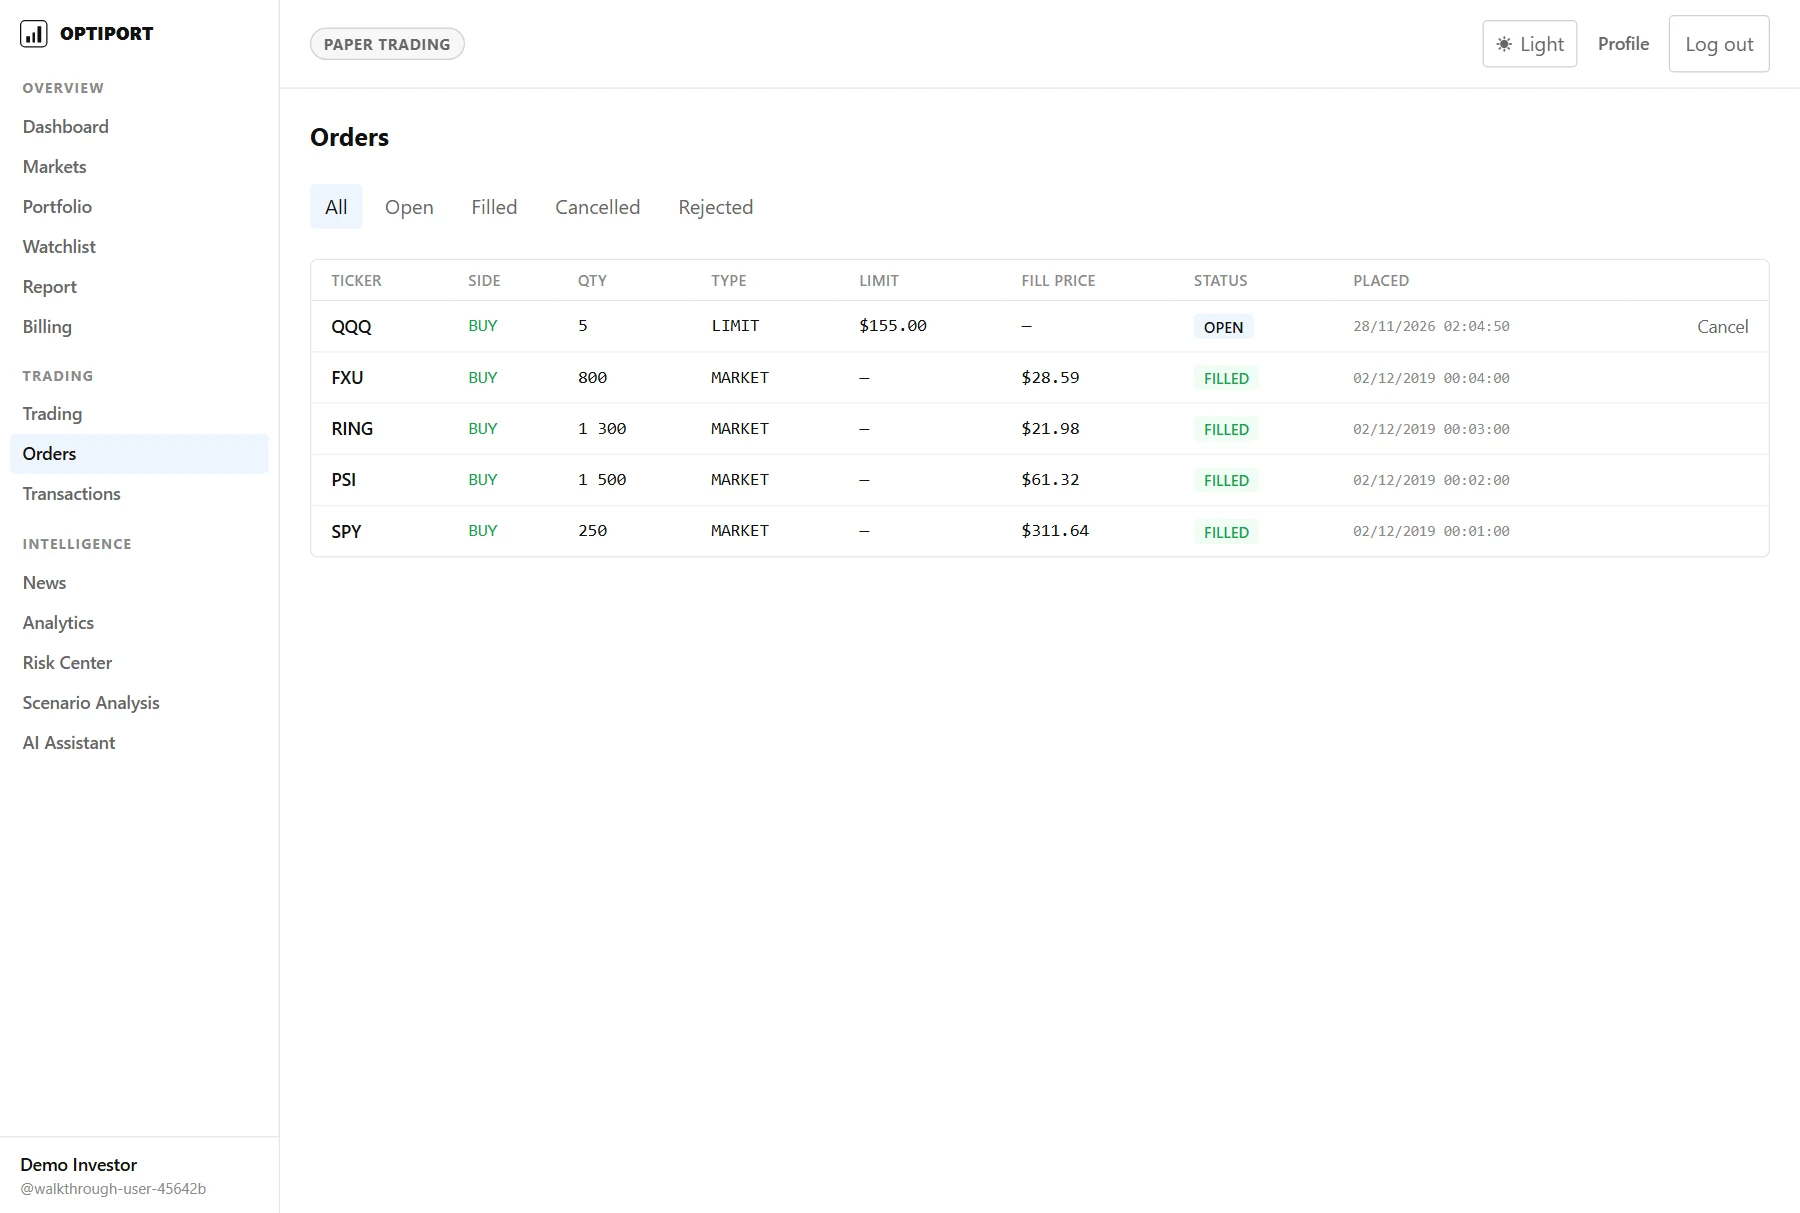 OPTIPORT
OVERVIEW
Dashboard
Markets
Portfolio
Watchlist
Report
Billing
TRADING
Trading
Orders
Transactions
INTELLIGENCE
News
Analytics
Risk Center
Scenario Analysis
AI Assistant
Demo Investor
@walkthrough-user-45642b
PAPER TRADING
Light Profile Log out
Orders
All Open Filled Cancelled Rejected
TICKER SIDE QTY TYPE LIMIT FILL PRICE STATUS PLACED
QQQ BUY 5 LIMIT $155.00 — OPEN 28/11/2026 02:04:50 Cancel
FXU BUY 800 MARKET — $28.59 FILLED 02/12/2019 00:04:00
RING BUY 1 300 MARKET — $21.98 FILLED 02/12/2019 00:03:00
PSI BUY 1 500 MARKET — $61.32 FILLED 02/12/2019 00:02:00
SPY BUY 250 MARKET — $311.64 FILLED 02/12/2019 00:01:00